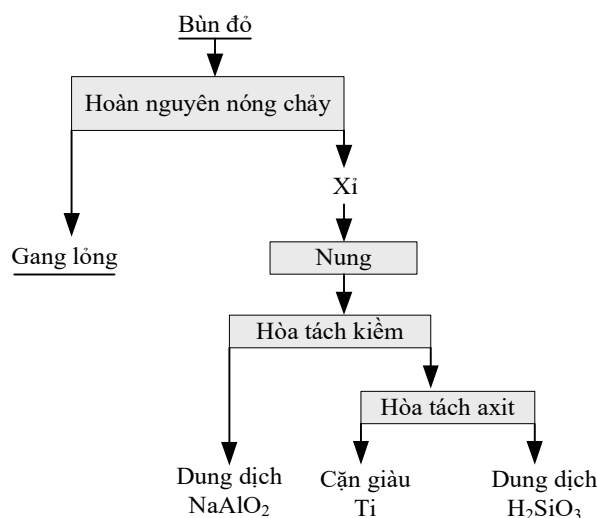 Bùn đỏ
Hoàn nguyên nóng chảy
Xỉ
Gang lỏng
Nung
Hòa tách kiềm
Hòa tách axit
Dung dịch
NaAlO₂
Cặn giàu
Ti
Dung dịch
H₂SiO₃